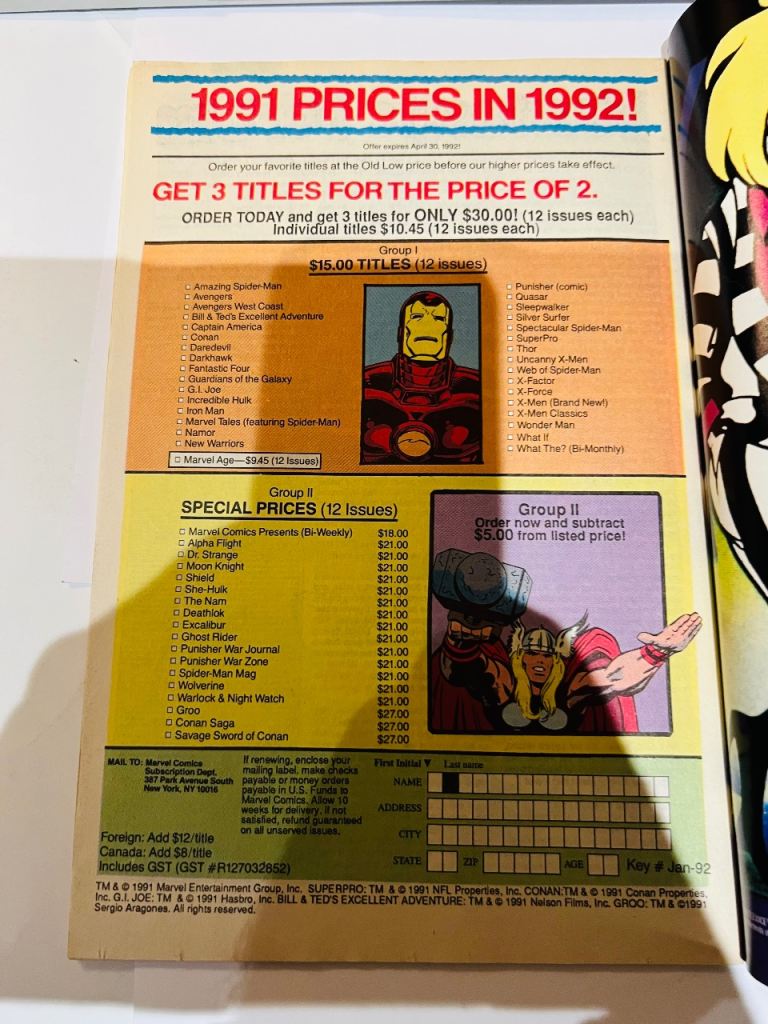 1991 PRICES IN 1992!
Offer expires April 30, 1992!
Order your favorite titles at the Old Low price before our higher prices take effect.
GET 3 TITLES FOR THE PRICE OF 2.
ORDER TODAY and get 3 titles for ONLY $30.00! (12 issues each)
Individual titles $10.45 (12 issues each)
Group I
$15.00 TITLES (12 issues)
Amazing Spider-Man
Avengers
Avengers West Coast
Bill & Ted's Excellent Adventure
Captain America
Conan
Daredevil
Darkhawk
Fantastic Four
Guardians of the Galaxy
G.I. Joe
Incredible Hulk
Iron Man
Marvel Tales (featuring Spider-Man)
Namor
New Warriors
Marvel Age—$9.45 (12 Issues)
Punisher (comic)
Quasar
Sleepwalker
Silver Surfer
Spectacular Spider-Man
SuperPro
Thor
Uncanny X-Men
Web of Spider-Man
X-Factor
X-Force
X-Men (Brand New!)
X-Men Classics
Wonder Man
What If
What The? (Bi-Monthly)
Group II
SPECIAL PRICES (12 Issues)
Marvel Comics Presents (Bi-Weekly) $18.00
Alpha Flight $21.00
Dr. Strange $21.00
Moon Knight $21.00
Shield $21.00
She-Hulk $21.00
The Nam $21.00
Deathlok $21.00
Excalibur $21.00
Ghost Rider $21.00
Punisher War Journal $21.00
Punisher War Zone $21.00
Spider-Man Mag $21.00
Wolverine $21.00
Warlock & Night Watch $21.00
Groo $27.00
Conan Saga $27.00
Savage Sword of Conan $27.00
Group II
Order now and subtract
$5.00 from listed price!
MAIL TO: Marvel Comics
Subscription Dept.
387 Park Avenue South
New York, NY 10016
If renewing, enclose your
mailing label, make checks
payable or money orders
payable in U.S. Funds to
Marvel Comics. Allow 10
weeks for delivery. If not
satisfied, refund guaranteed
on all unserved issues.
Foreign: Add $12/title
Canada: Add $8/title
Includes GST (GST #R127032852)
First Initial ▼ Last name
NAME
ADDRESS
CITY
STATE ZIP AGE Key # Jan-92
TM & © 1991 Marvel Entertainment Group, Inc. SUPERPRO: TM & © 1991 NFL Properties, Inc. CONAN:TM & © 1991 Conan Properties,
Inc. G.I. JOE: TM & © 1991 Hasbro, Inc. BILL & TED'S EXCELLENT ADVENTURE: TM & © 1991 Nelson Films, Inc. GROO: TM & ©1991
Sergio Aragones. All rights reserved.